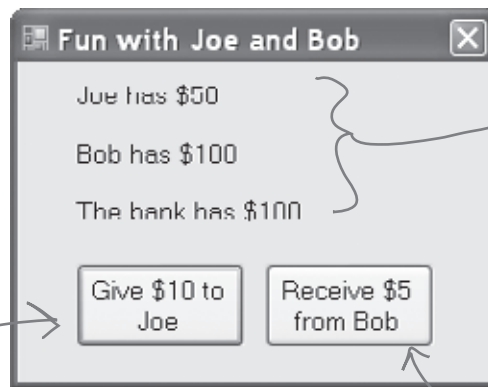 Fun with Joe and Bob
Joe has $50
Bob has $100
The bank has $100
Give $10 to
Joe
Receive $5
from Bob